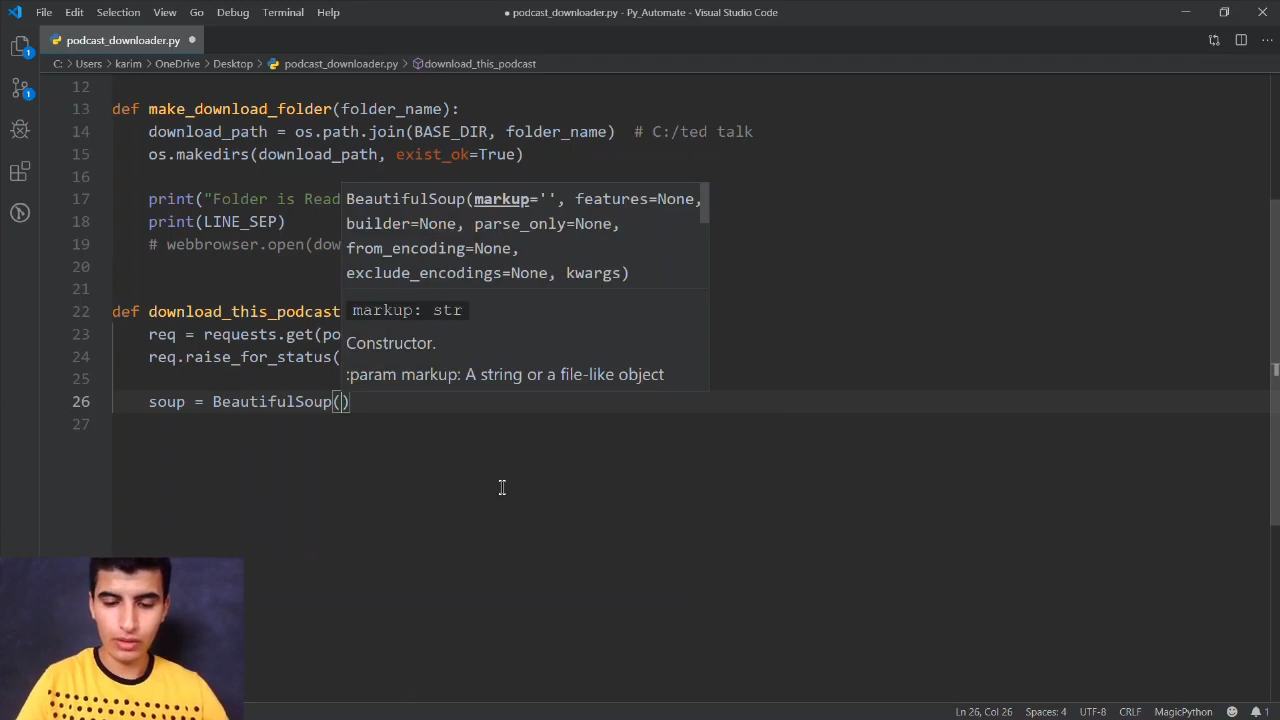 File Edit Selection View Go Debug Terminal Help ● podcast_downloader.py - Py_Automate - Visual Studio Code
podcast_downloader.py ●
C: > Users > karim > OneDrive > Desktop > podcast_downloader.py > download_this_podcast
12
13 def make_download_folder(folder_name):
14 download_path = os.path.join(BASE_DIR, folder_name) # C:/ted talk
15 os.makedirs(download_path, exist_ok=True)
16
17 print("Folder is Read
18 print(LINE_SEP)
19 # webbrowser.open(dow
20
21
22 def download_this_podcast
23 req = requests.get(po
24 req.raise_for_status(
25
26 soup = BeautifulSoup()
27
BeautifulSoup(markup='', features=None,
builder=None, parse_only=None,
from_encoding=None,
exclude_encodings=None, kwargs)
markup: str
Constructor.
:param markup: A string or a file-like object
1
1
Ln 26, Col 26 Spaces: 4 UTF-8 CRLF MagicPython 1